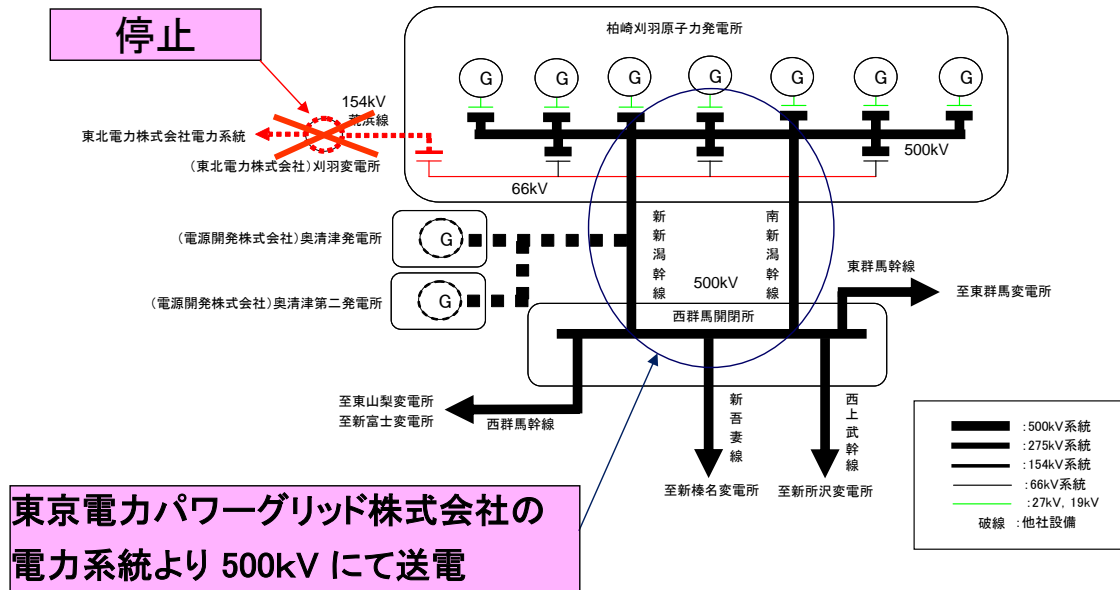 停止
柏崎刈羽原子力発電所
G
G
G
G
G
G
G
154kV
荒浜線
東北電力株式会社電力系統
(東北電力株式会社)刈羽変電所
500kV
66kV
(電源開発株式会社)奥清津発電所
G
(電源開発株式会社)奥清津第二発電所
G
新新潟幹線
南新潟幹線
500kV
東群馬幹線
至東群馬変電所
西群馬開閉所
至東山梨変電所
至新富士変電所
西群馬幹線
新吾妻線
西上武幹線
至新榛名変電所
至新所沢変電所
:500kV系統
:275kV系統
:154kV系統
:66kV系統
:27kV, 19kV
破線 :他社設備
東京電力パワーグリッド株式会社の
電力系統より 500kV にて送電